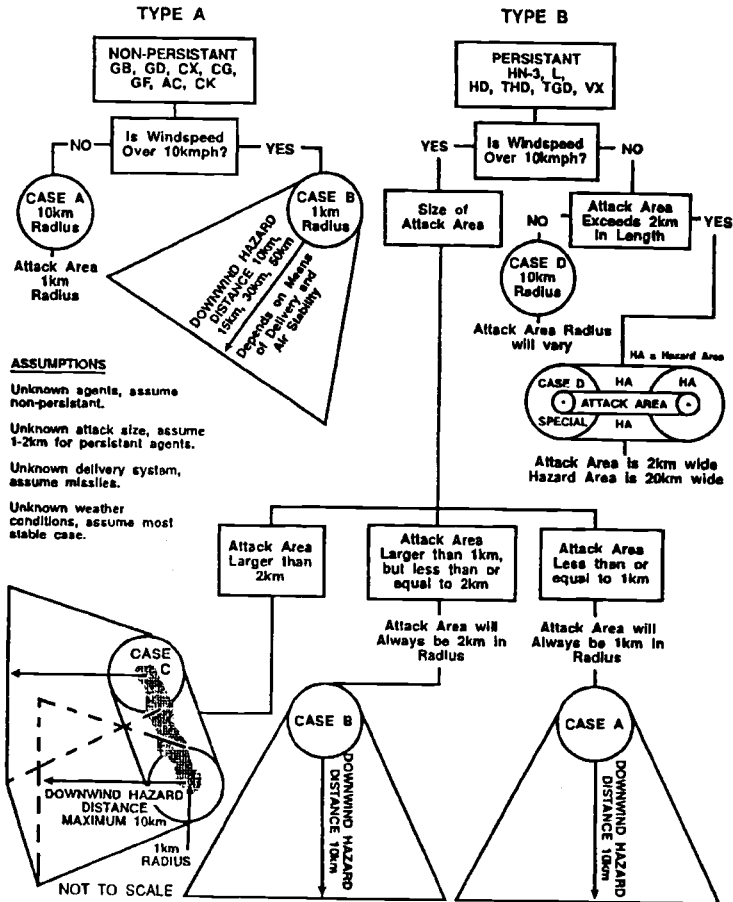 TYPE A
NON-PERSISTANT
GB, GD, CX, CG,
GF, AC, CK
Is Windspeed
Over 10kmph?
NO
YES
CASE A
10km
Radius
Attack Area
1km
Radius
CASE B
1km
Radius
DOWNWIND HAZARD
DISTANCE 10km,
15km, 30km, 50km
Depends on Means
of Delivery and
Air Stability
TYPE B
PERSISTANT
HN-3, L,
HD, THD, TGD, VX
Is Windspeed
Over 10kmph?
YES
NO
Size of
Attack Area
Attack Area
Exceeds 2km
in Length
NO
YES
CASE D
10km
Radius
Attack Area Radius
will vary
HA = Hazard Area
CASE D
HA
HA
ATTACK AREA
SPECIAL
HA
Attack Area is 2km wide
Hazard Area is 20km wide
ASSUMPTIONS
Unknown agents, assume
non-persistant.
Unknown attack size, assume
1-2km for persistant agents.
Unknown delivery system,
assume missiles.
Unknown weather
conditions, assume most
stable case.
Attack Area
Larger than
2km
Attack Area
Larger than 1km,
but less than or
equal to 2km
Attack Area
Less than or
equal to 1km
Attack Area will
Always be 2km in
Radius
Attack Area will
Always be 1km in
Radius
CASE
C
DOWNWIND HAZARD
DISTANCE
MAXIMUM 10km
1km
RADIUS
NOT TO SCALE
CASE B
DOWNWIND HAZARD
DISTANCE 10km
CASE A
DOWNWIND HAZARD
DISTANCE 10km